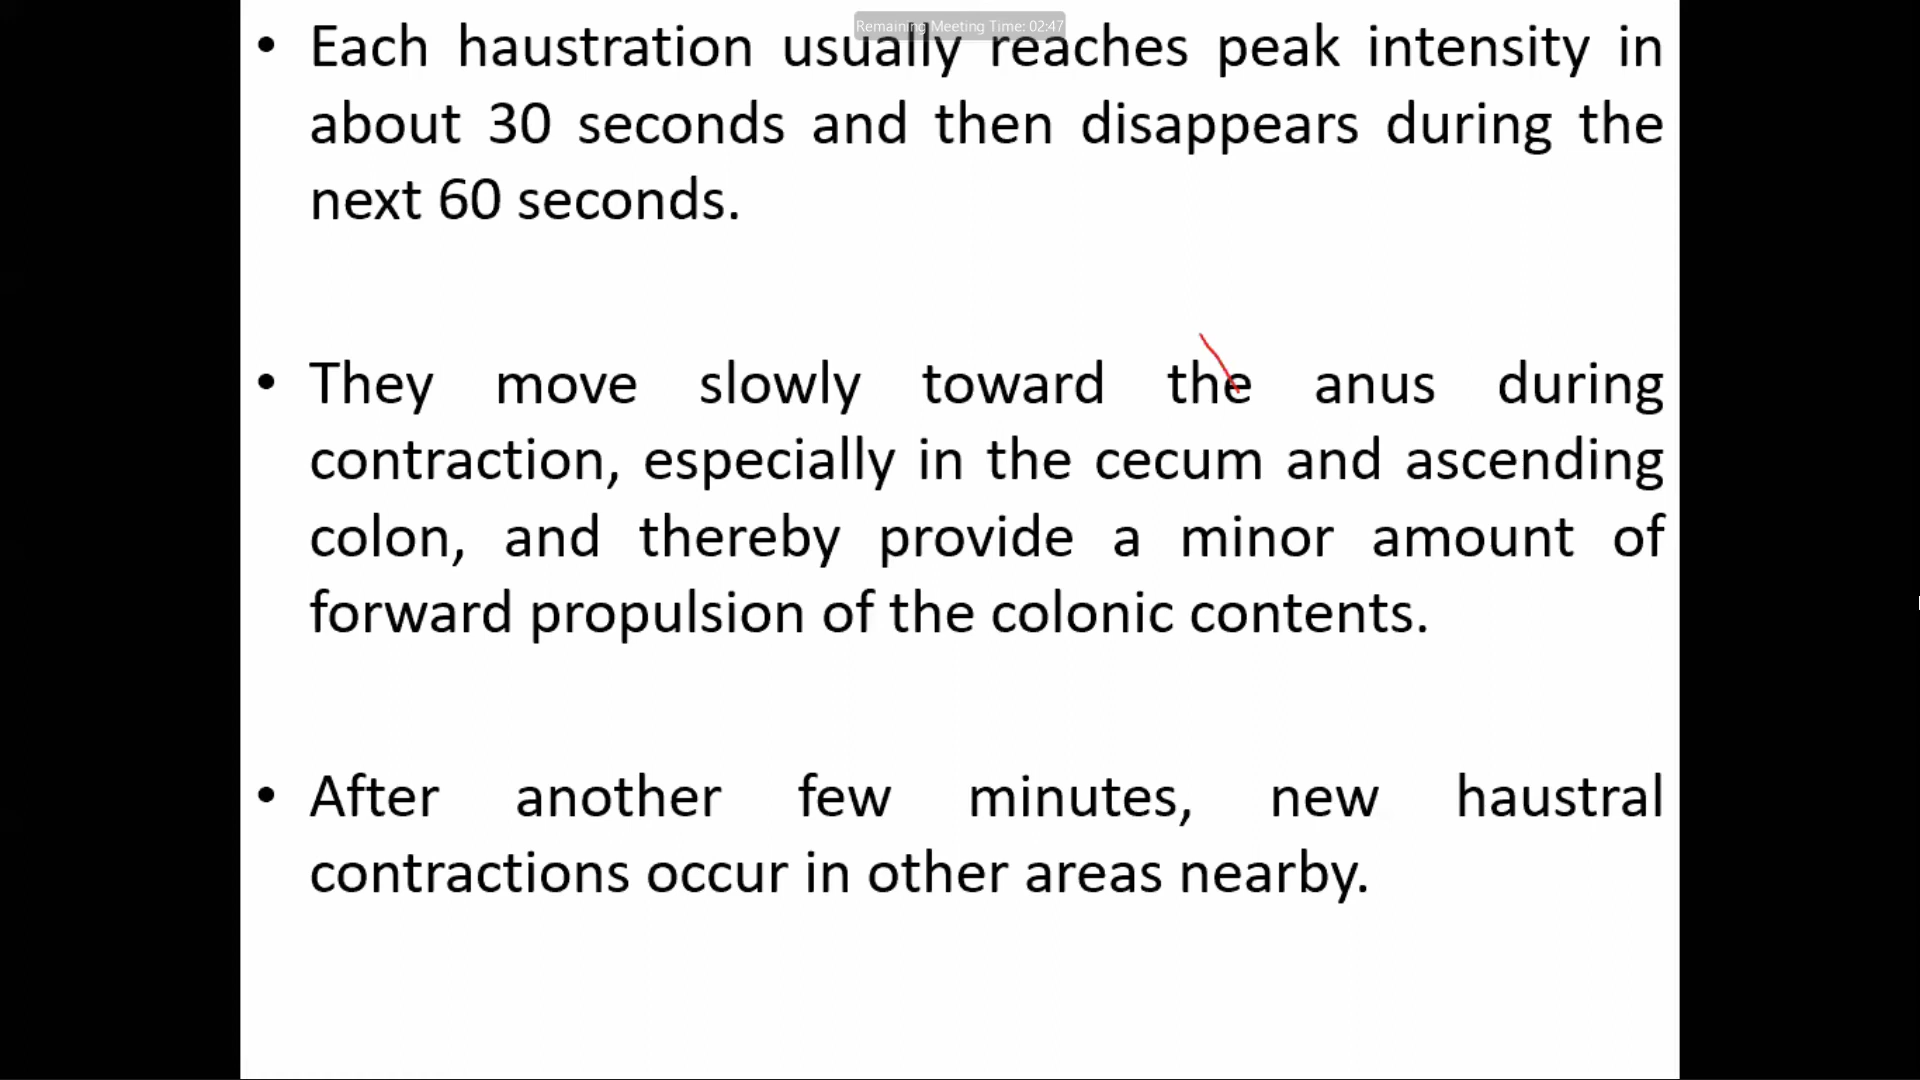 Remaining Meeting Time: 02:47
• Each haustration usually reaches peak intensity in
about 30 seconds and then disappears during the
next 60 seconds.
• They move slowly toward the anus during
contraction, especially in the cecum and ascending
colon, and thereby provide a minor amount of
forward propulsion of the colonic contents.
• After another few minutes, new haustral
contractions occur in other areas nearby.